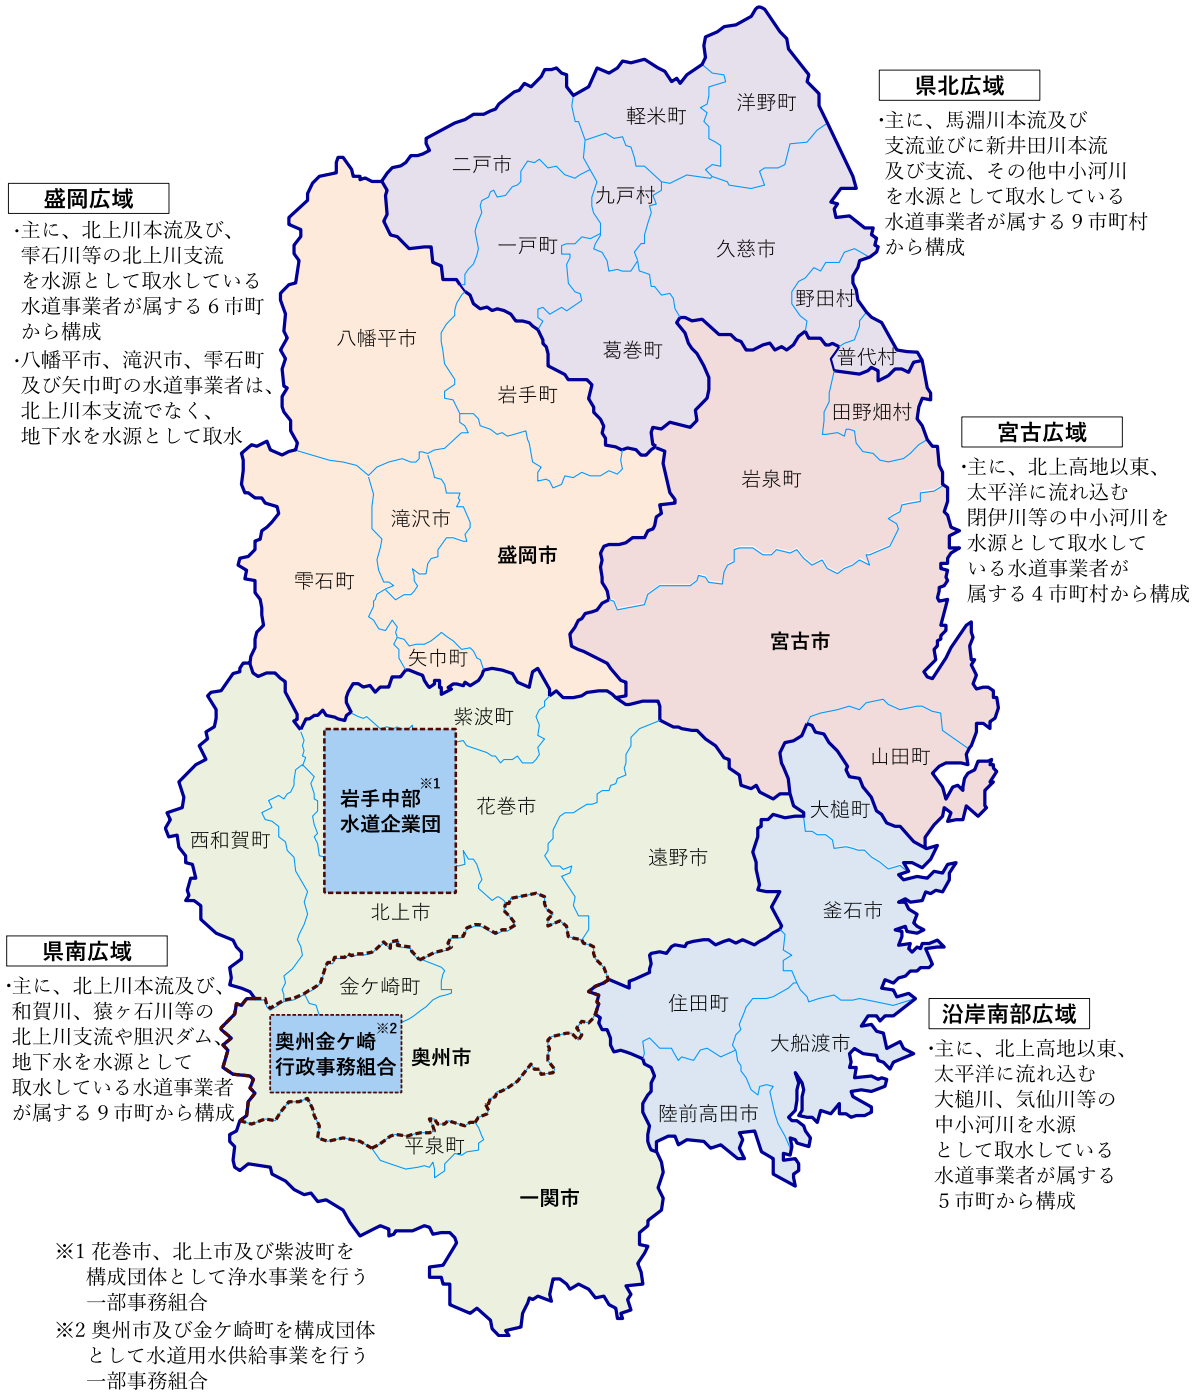 県北広域
・主に、馬淵川本流及び
支流並びに新井田川本流
及び支流、その他中小河川
を水源として取水している
水道事業者が属する９市町村
から構成
盛岡広域
・主に、北上川本流及び、
雫石川等の北上川支流
を水源として取水している
水道事業者が属する６市町
から構成
・八幡平市、滝沢市、雫石町
及び矢巾町の水道事業者は、
北上川本支流でなく、
地下水を水源として取水
宮古広域
・主に、北上高地以東、
太平洋に流れ込む
閉伊川等の中小河川を
水源として取水して
いる水道事業者が
属する４市町村から構成
県南広域
・主に、北上川本流及び、
和賀川、猿ヶ石川等の
北上川支流や胆沢ダム、
地下水を水源として
取水している水道事業者
が属する９市町から構成
沿岸南部広域
・主に、北上高地以東、
太平洋に流れ込む
大槌川、気仙川等の
中小河川を水源
として取水している
水道事業者が属する
５市町から構成
洋野町
軽米町
二戸市
九戸村
一戸町
久慈市
野田村
葛巻町
普代村
八幡平市
岩手町
田野畑村
岩泉町
滝沢市
盛岡市
雫石町
宮古市
矢巾町
紫波町
山田町
岩手中部※1
水道企業団
花巻市
大槌町
西和賀町
遠野市
北上市
釜石市
金ケ崎町
住田町
奥州金ケ崎※2
行政事務組合
奥州市
大船渡市
陸前高田市
平泉町
一関市
※1 花巻市、北上市及び紫波町を
構成団体として浄水事業を行う
一部事務組合
※2 奥州市及び金ケ崎町を構成団体
として水道用水供給事業を行う
一部事務組合